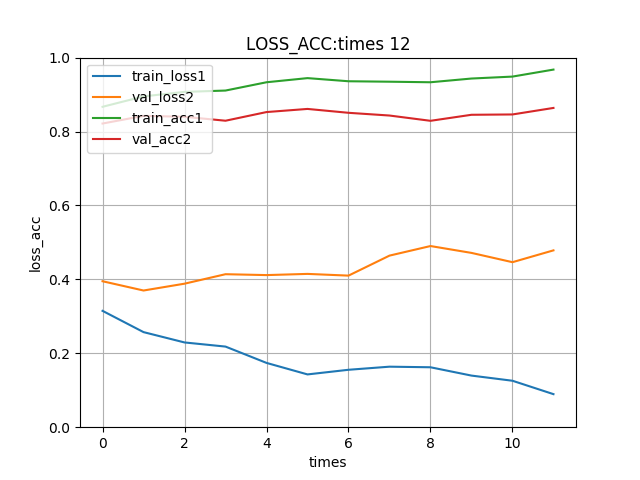 LOSS_ACC:times 12
train_loss1
val_loss2
train_acc1
val_acc2
loss_acc
1.0
0.8
0.6
0.4
0.2
0.0
0 2 4 6 8 10
times